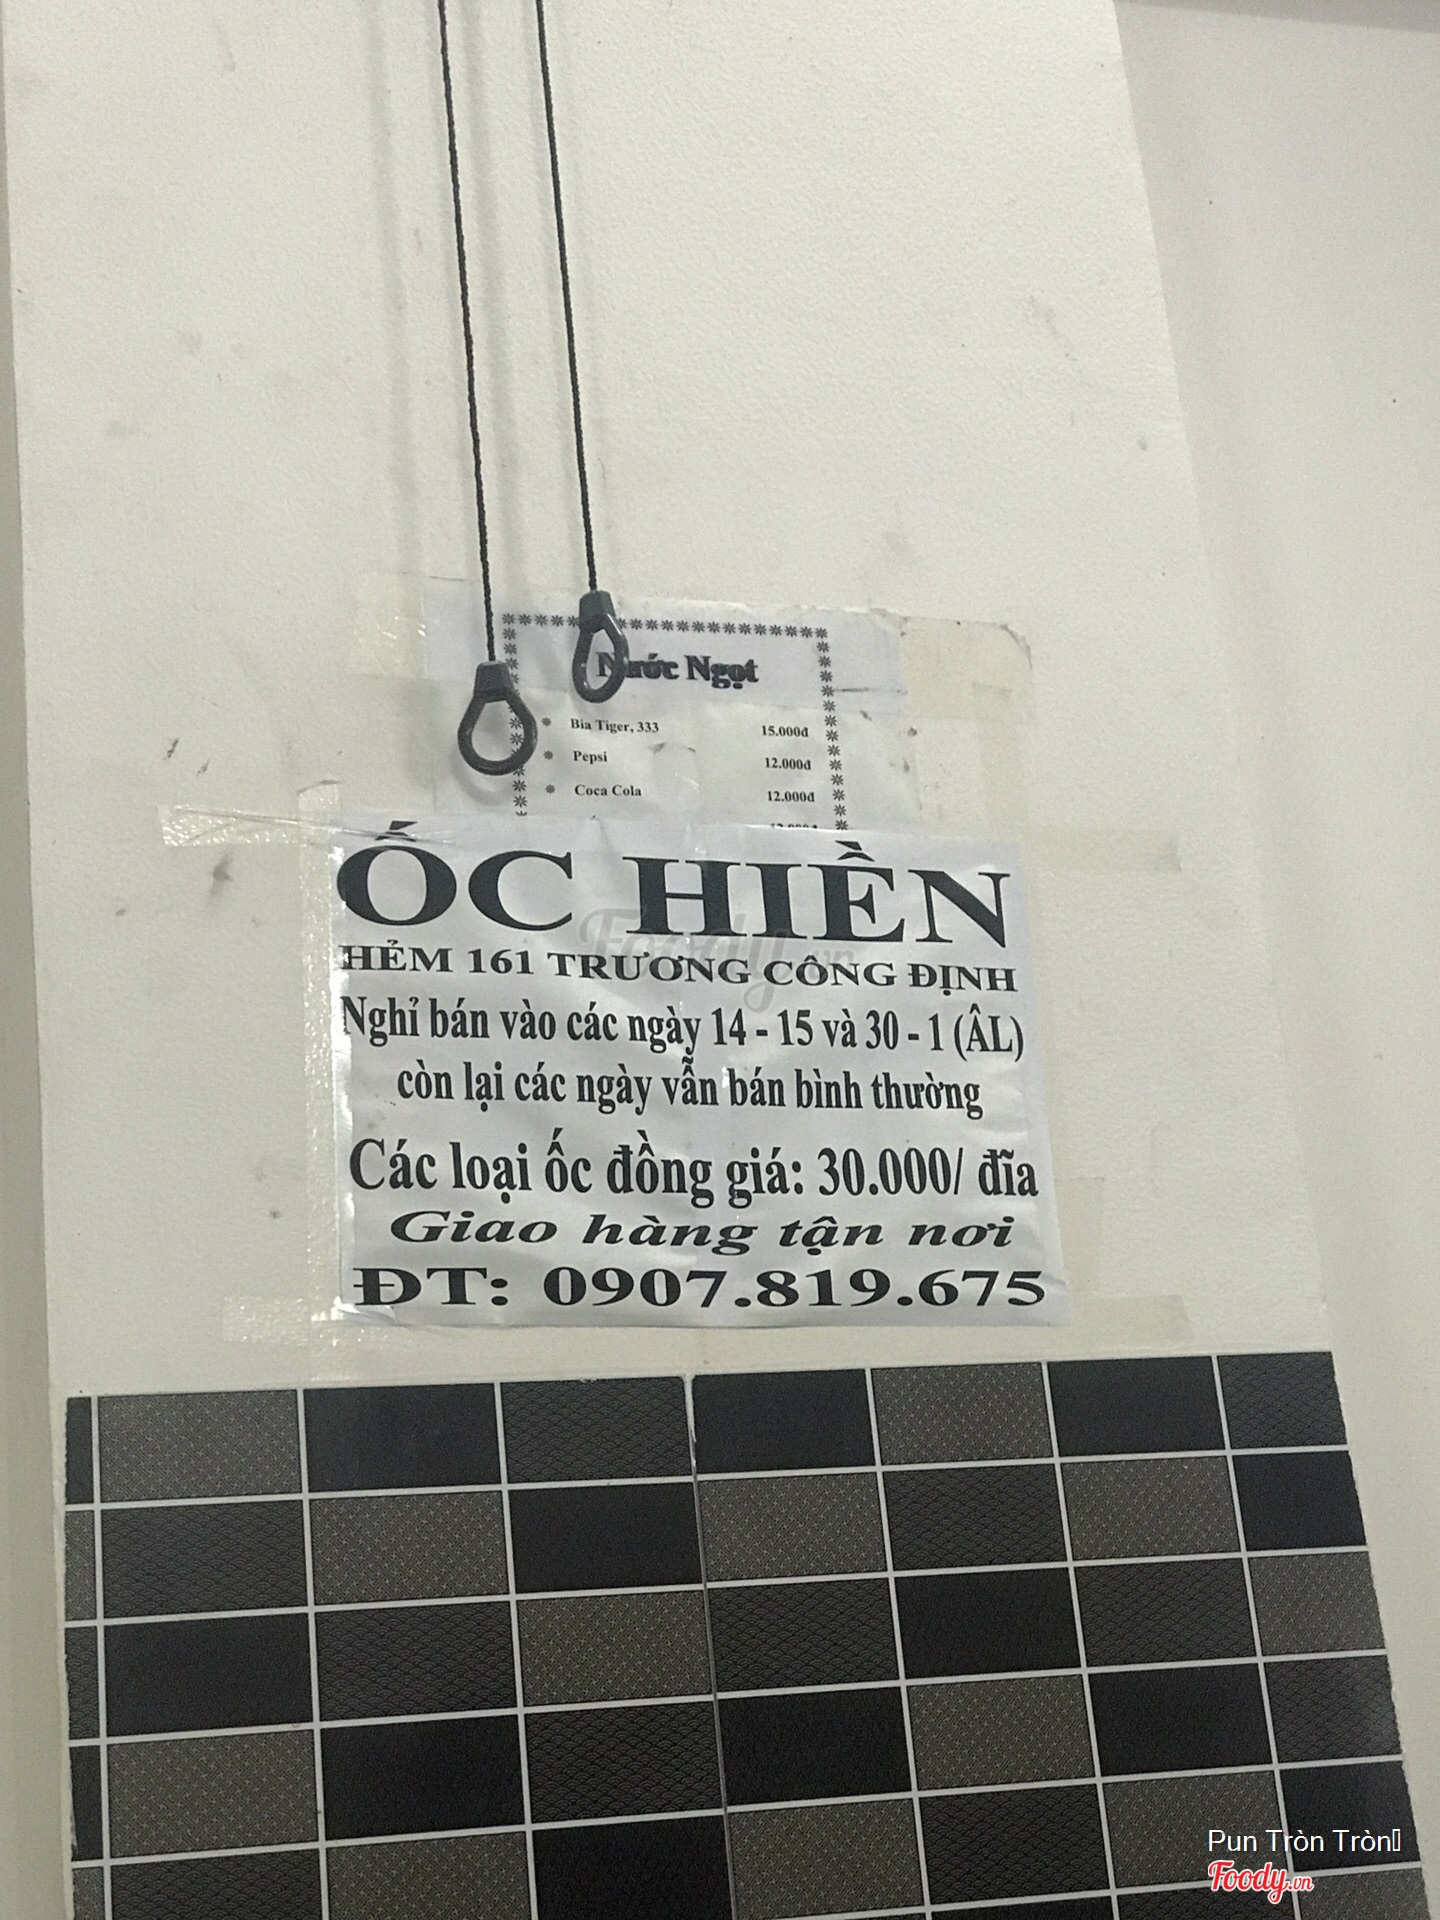 Nước Ngọt
Bia Tiger, 333 15.000đ
Pepsi 12.000đ
Coca Cola 12.000đ
ỐC HIỀN
HẺM 161 TRƯƠNG CÔNG ĐỊNH
Nghỉ bán vào các ngày 14 - 15 và 30 - 1 (ÂL)
còn lại các ngày vẫn bán bình thường
Các loại ốc đồng giá: 30.000/ đĩa
Giao hàng tận nơi
ĐT: 0907.819.675
Foody.vn
Pun Tròn Tròn
Foody.vn